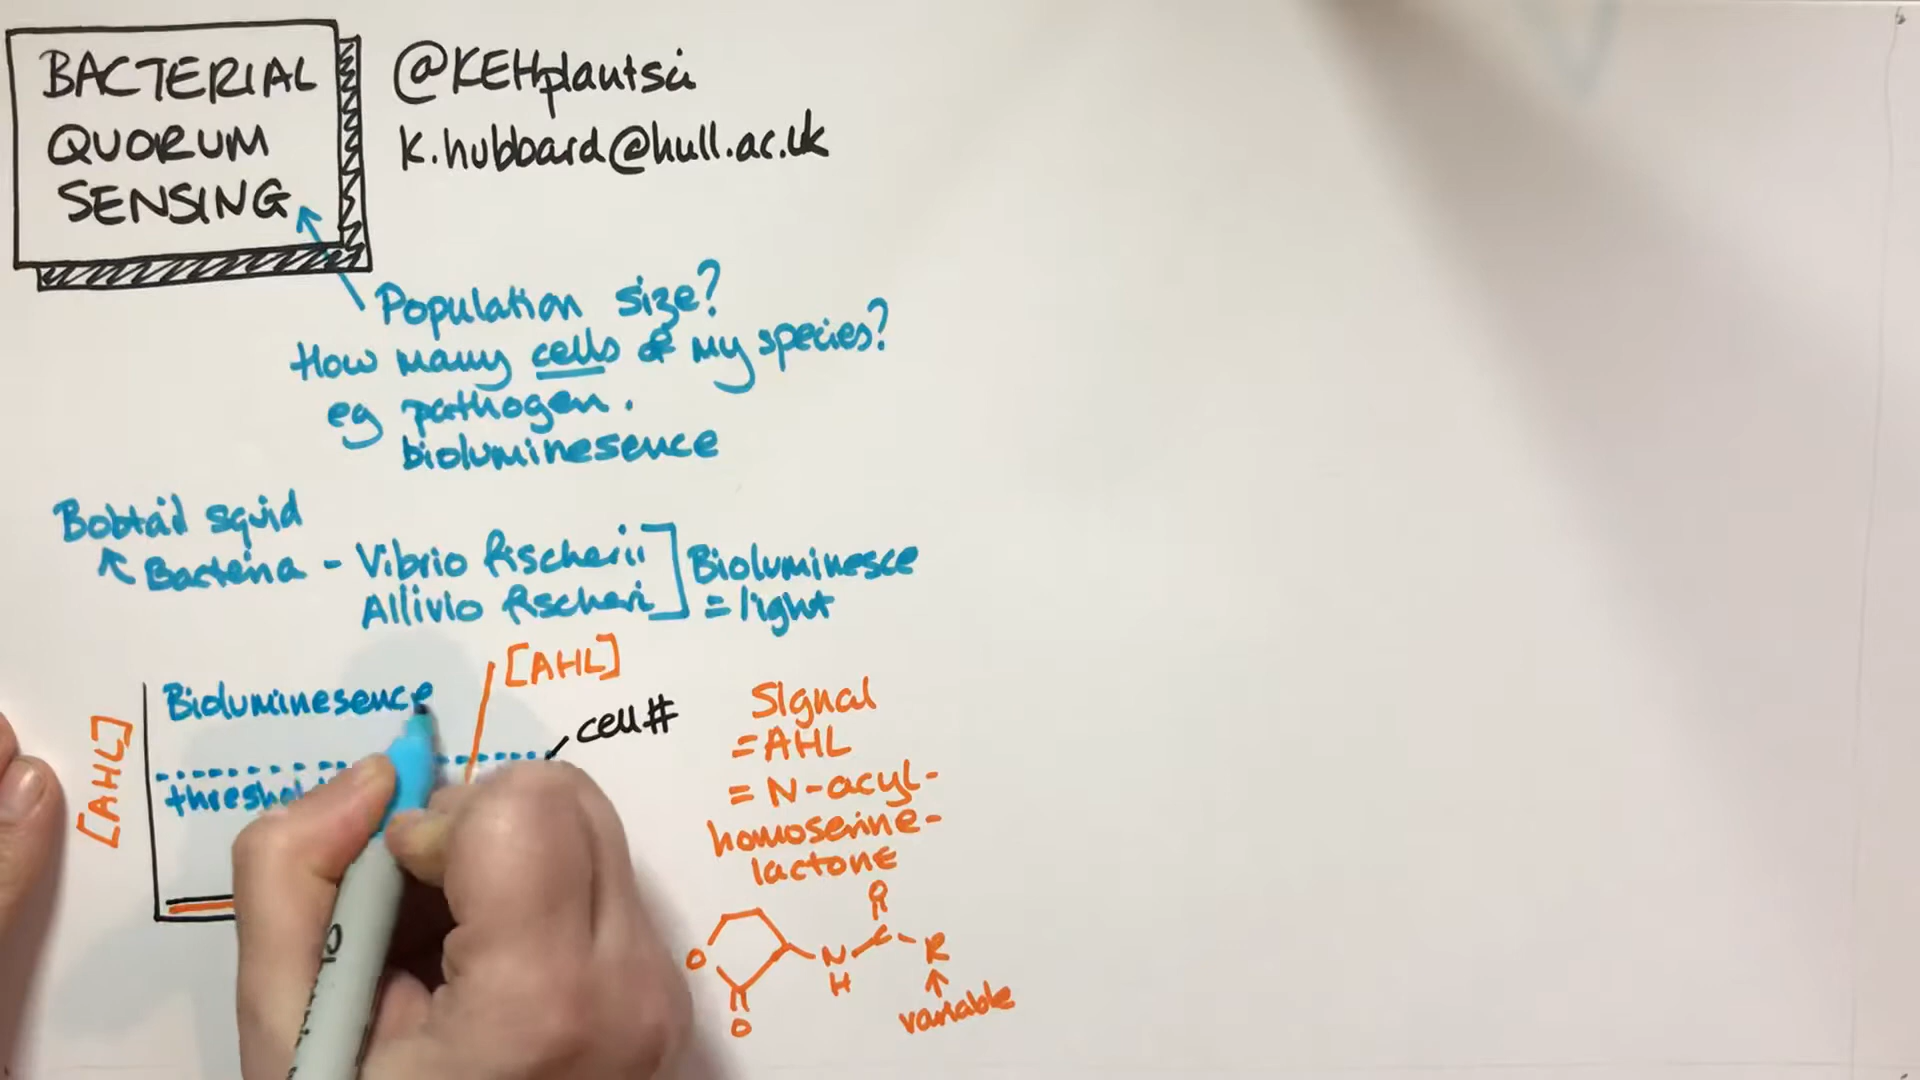 BACTERIAL
QUORUM
SENSING
@KEHplantsci
k.hubbard@hull.ac.uk
Population size?
How many cells of my species?
eg pathogen.
bioluminesence
Bobtail squid
Bacteria - Vibrio fischerii
Allivio fischeri
Bioluminesce
= light
[AHL]
Bioluminesence
cell#
[AHL]
Signal
= AHL
= N-acyl-
homoserine-
lactone
O
O
N
H
O
R
variable